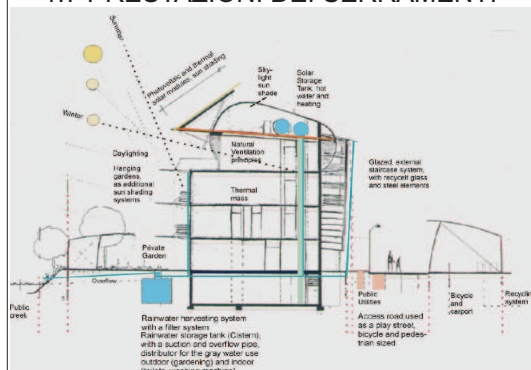 Summer
Photovoltaic and thermal
solar modules, sun shading
Sky-
light
sun
shade
Solar
Storage
Tank, hot
water and
heating
Winter
Daylighting
Hanging
gardens,
as additional
sun shading
systems
Natural
Ventilation
principles
Glazed, external
staircase system,
with recycelt glass
and steel elements
Thermal
mass
Private
Garden
Overflow
Public
creek
Public
Utilities
Bicycle
and
carport
Recyclin
system
Rainwater harvesting system
with a filter system
Rainwater storage tank (Cistern),
with a suction and overflow pipe,
distributor for the gray water use
outdoor (gardening) and indoor
Access road used
as a play street,
bicycle and pedes-
trian sized